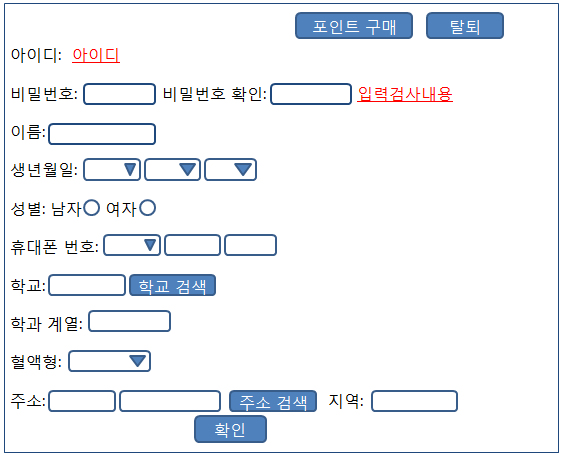 포인트 구매 탈퇴
아이디: 아이디
비밀번호: 비밀번호 확인: 입력검사내용
이름:
생년월일:
성별: 남자 여자
휴대폰 번호:
학교: 학교 검색
학과 계열:
혈액형:
주소: 주소 검색 지역:
확인